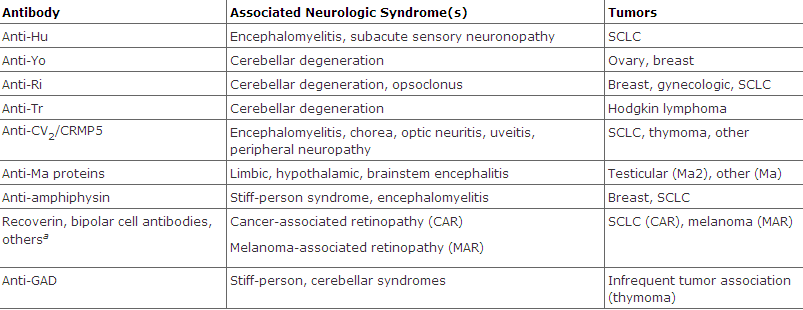 Antibody Associated Neurologic Syndrome(s) Tumors
Anti-Hu Encephalomyelitis, subacute sensory neuronopathy SCLC
Anti-Yo Cerebellar degeneration Ovary, breast
Anti-Ri Cerebellar degeneration, opsoclonus Breast, gynecologic, SCLC
Anti-Tr Cerebellar degeneration Hodgkin lymphoma
Anti-CV2/CRMP5 Encephalomyelitis, chorea, optic neuritis, uveitis, SCLC, thymoma, other
peripheral neuropathy
Anti-Ma proteins Limbic, hypothalamic, brainstem encephalitis Testicular (Ma2), other (Ma)
Anti-amphiphysin Stiff-person syndrome, encephalomyelitis Breast, SCLC
Recoverin, bipolar cell antibodies, Cancer-associated retinopathy (CAR) SCLC (CAR), melanoma (MAR)
othersa
Melanoma-associated retinopathy (MAR)
Anti-GAD Stiff-person, cerebellar syndromes Infrequent tumor association
(thymoma)